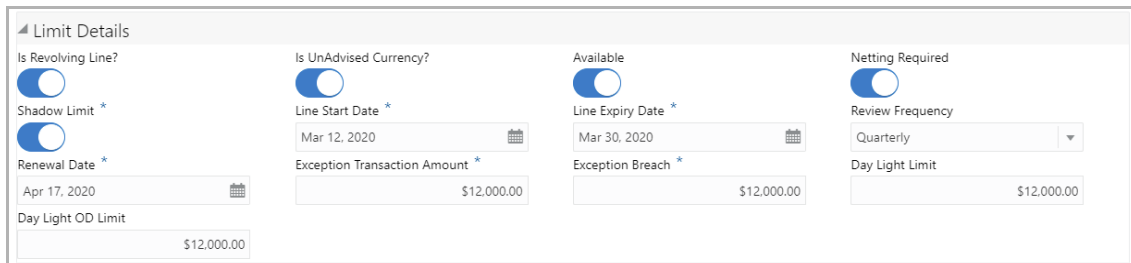 Limit Details
Is Revolving Line?
Is UnAdvised Currency?
Available
Netting Required
Shadow Limit *
Line Start Date *
Mar 12, 2020
Line Expiry Date *
Mar 30, 2020
Review Frequency
Quarterly
Renewal Date *
Apr 17, 2020
Exception Transaction Amount *
$12,000.00
Exception Breach *
$12,000.00
Day Light Limit
$12,000.00
Day Light OD Limit
$12,000.00